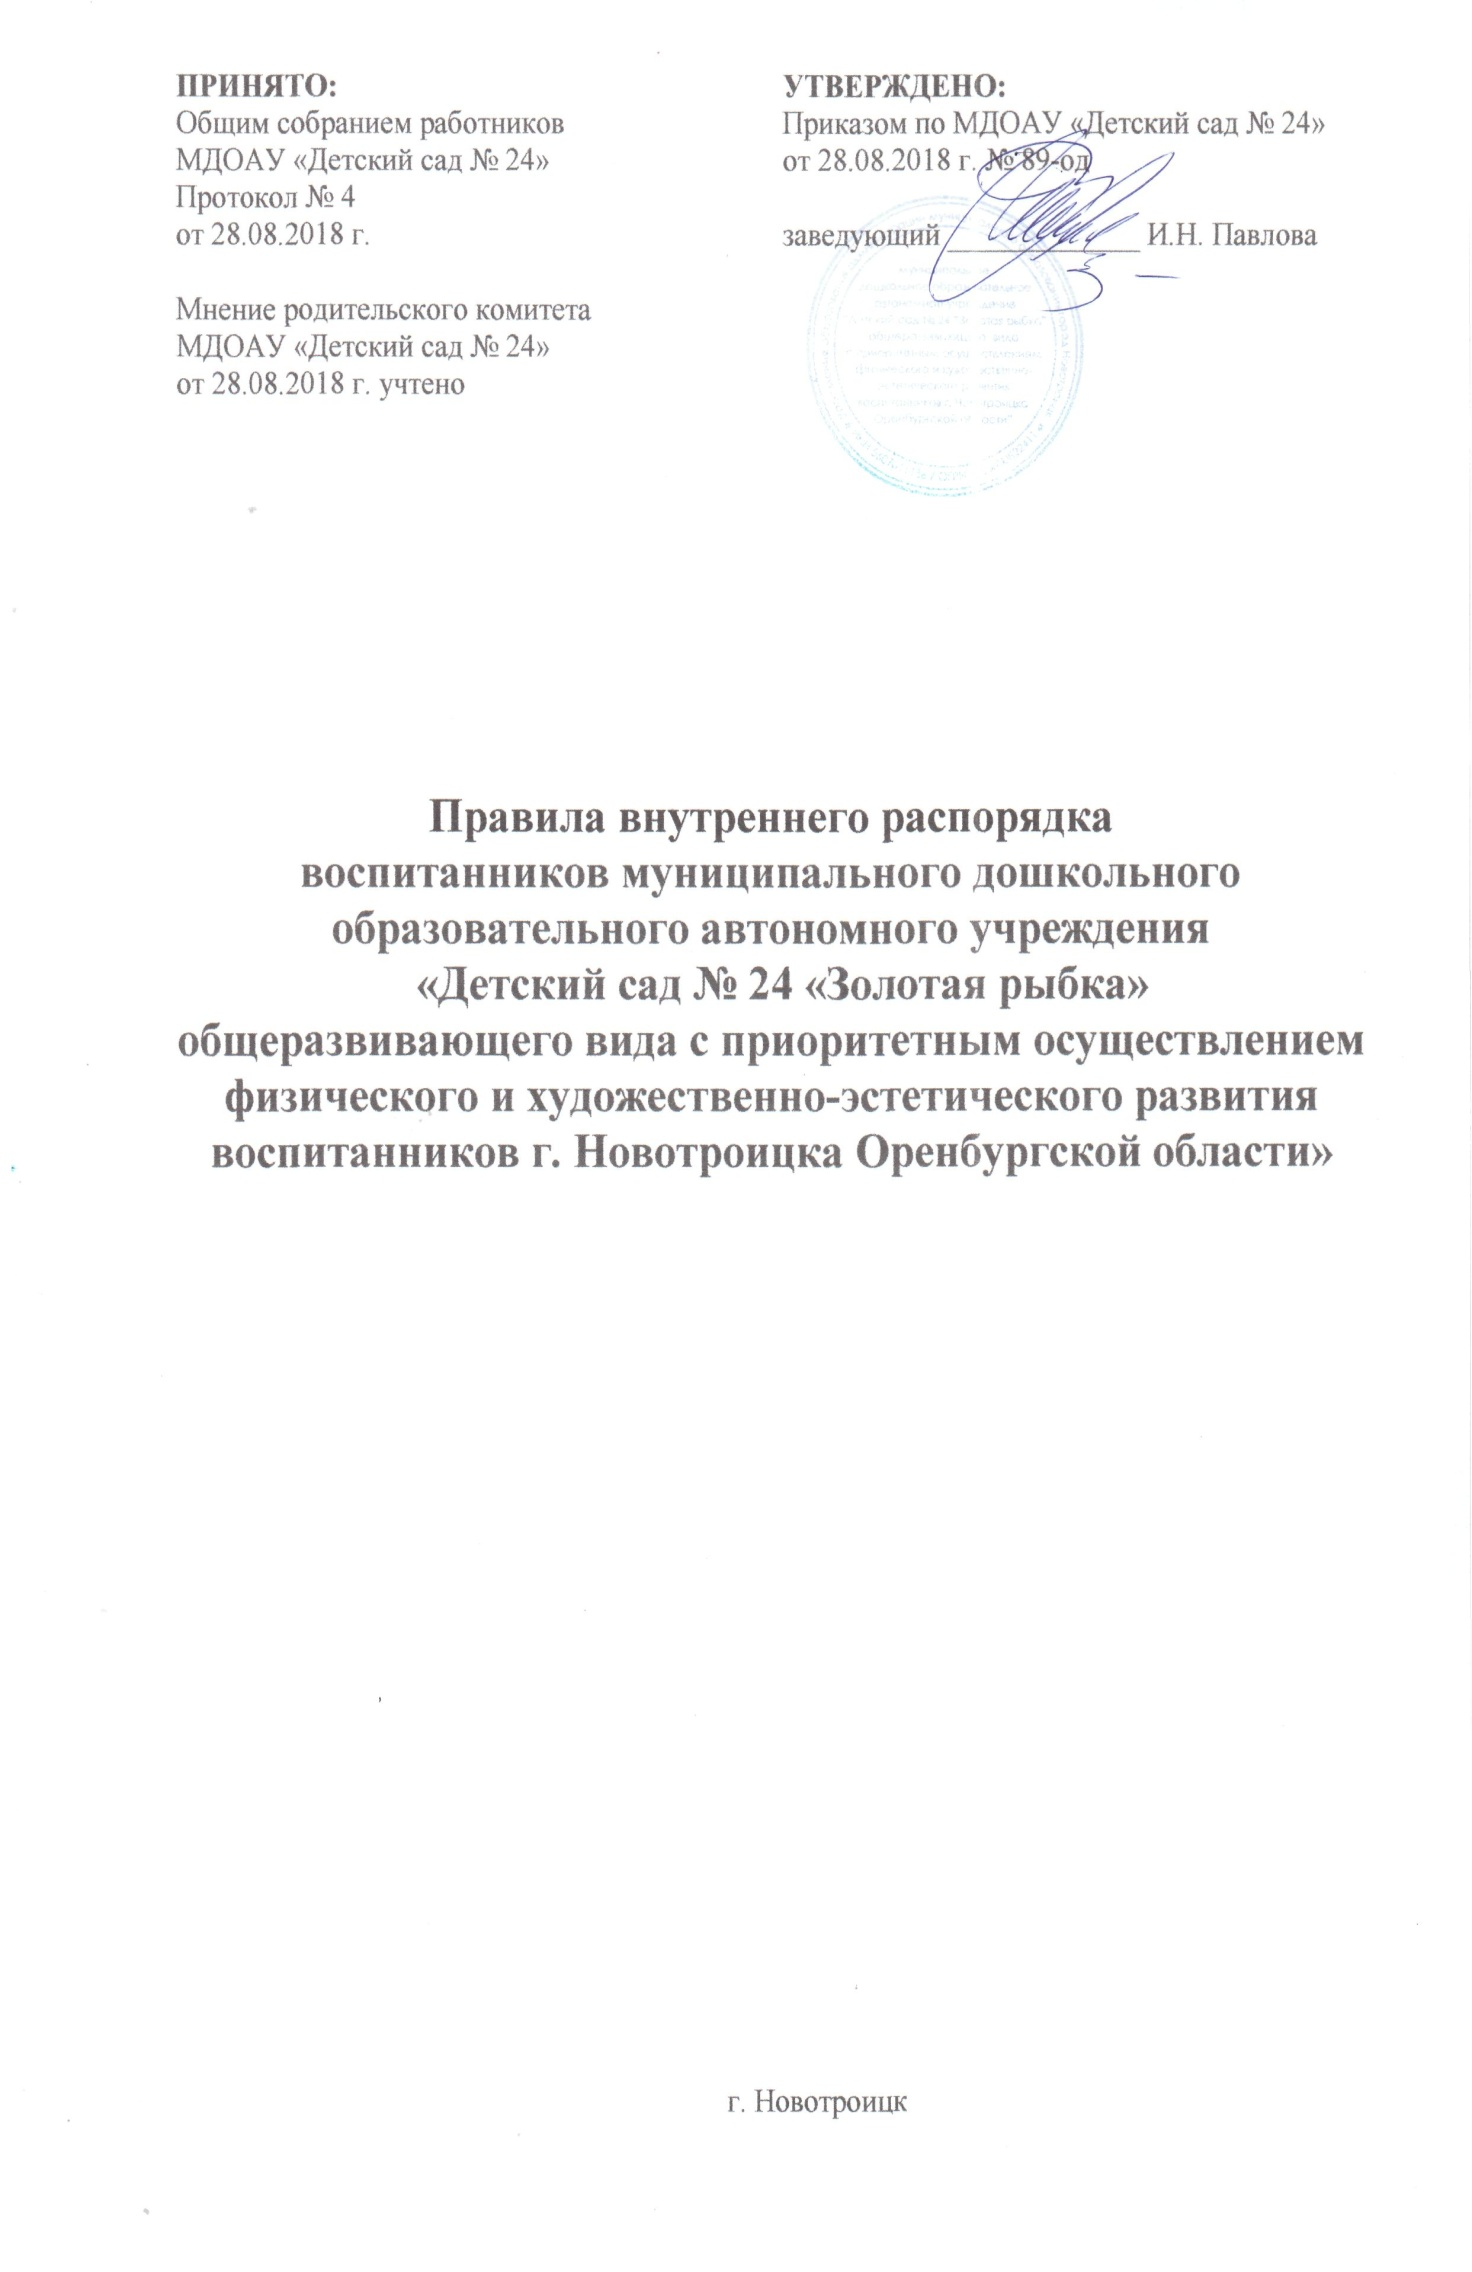 ПРИНЯТО:
Общим собранием работников
МДОАУ «Детский сад № 24»
Протокол № 4
от 28.08.2018 г.
Мнение родительского комитета
МДОАУ «Детский сад № 24»
от 28.08.2018 г. учтено
УТВЕРЖДЕНО:
Приказом по МДОАУ «Детский сад № 24»
от 28.08.2018 г. № 89-од
заведующий ______________ И.Н. Павлова
Правила внутреннего распорядка
воспитанников муниципального дошкольного
образовательного автономного учреждения
«Детский сад № 24 «Золотая рыбка»
общеразвивающего вида с приоритетным осуществлением
физического и художественно-эстетического развития
воспитанников г. Новотроицка Оренбургской области»
г. Новотроицк